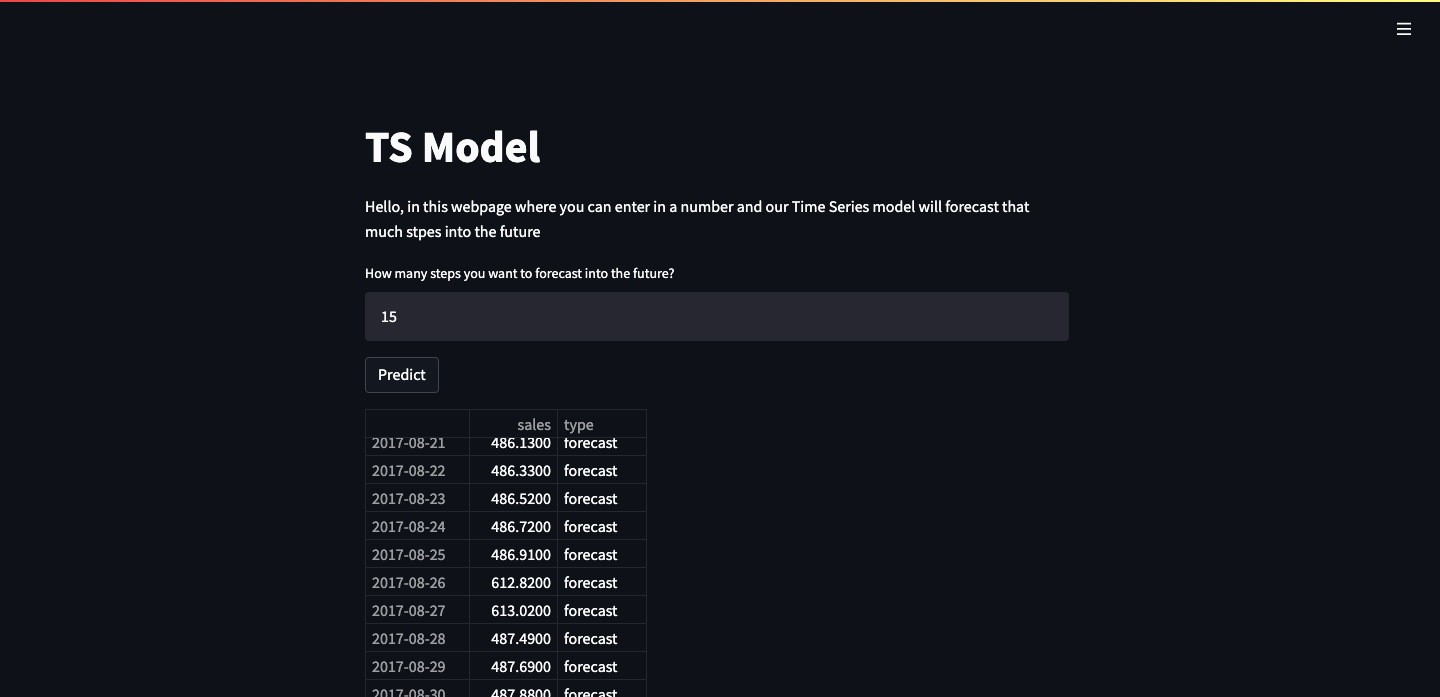 TS Model
Hello, in this webpage where you can enter in a number and our Time Series model will forecast that
much stpes into the future
How many steps you want to forecast into the future?
15
Predict
sales type
2017-08-21 486.1300 forecast
2017-08-22 486.3300 forecast
2017-08-23 486.5200 forecast
2017-08-24 486.7200 forecast
2017-08-25 486.9100 forecast
2017-08-26 612.8200 forecast
2017-08-27 613.0200 forecast
2017-08-28 487.4900 forecast
2017-08-29 487.6900 forecast
2017-08-30 487.8800 forecast